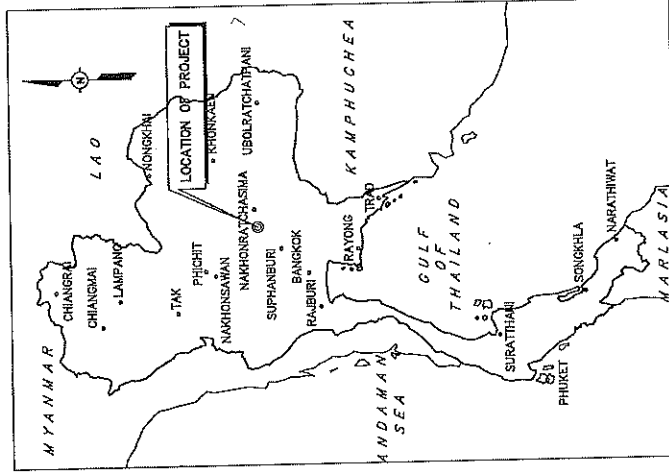 MYANMAR
LAO
N
CHIANGRAI
CHIANGMAI
LAMPANG
NONGKHAI
LOCATION OF PROJECT
TAK
PHICHIT
KHONKAEN
NAKHONSAWAN
NAKHONRATCHASIMA
UBOLRATCHATHANI
SUPHANBURI
BANGKOK
RAJBURI
RAYONG
TRAD
KAMPHUCHEA
ANDAMAN
SEA
GULF
OF
THAILAND
SURATTHANI
PHUKET
SONGKHLA
NARATHIWAT
MARLASIA